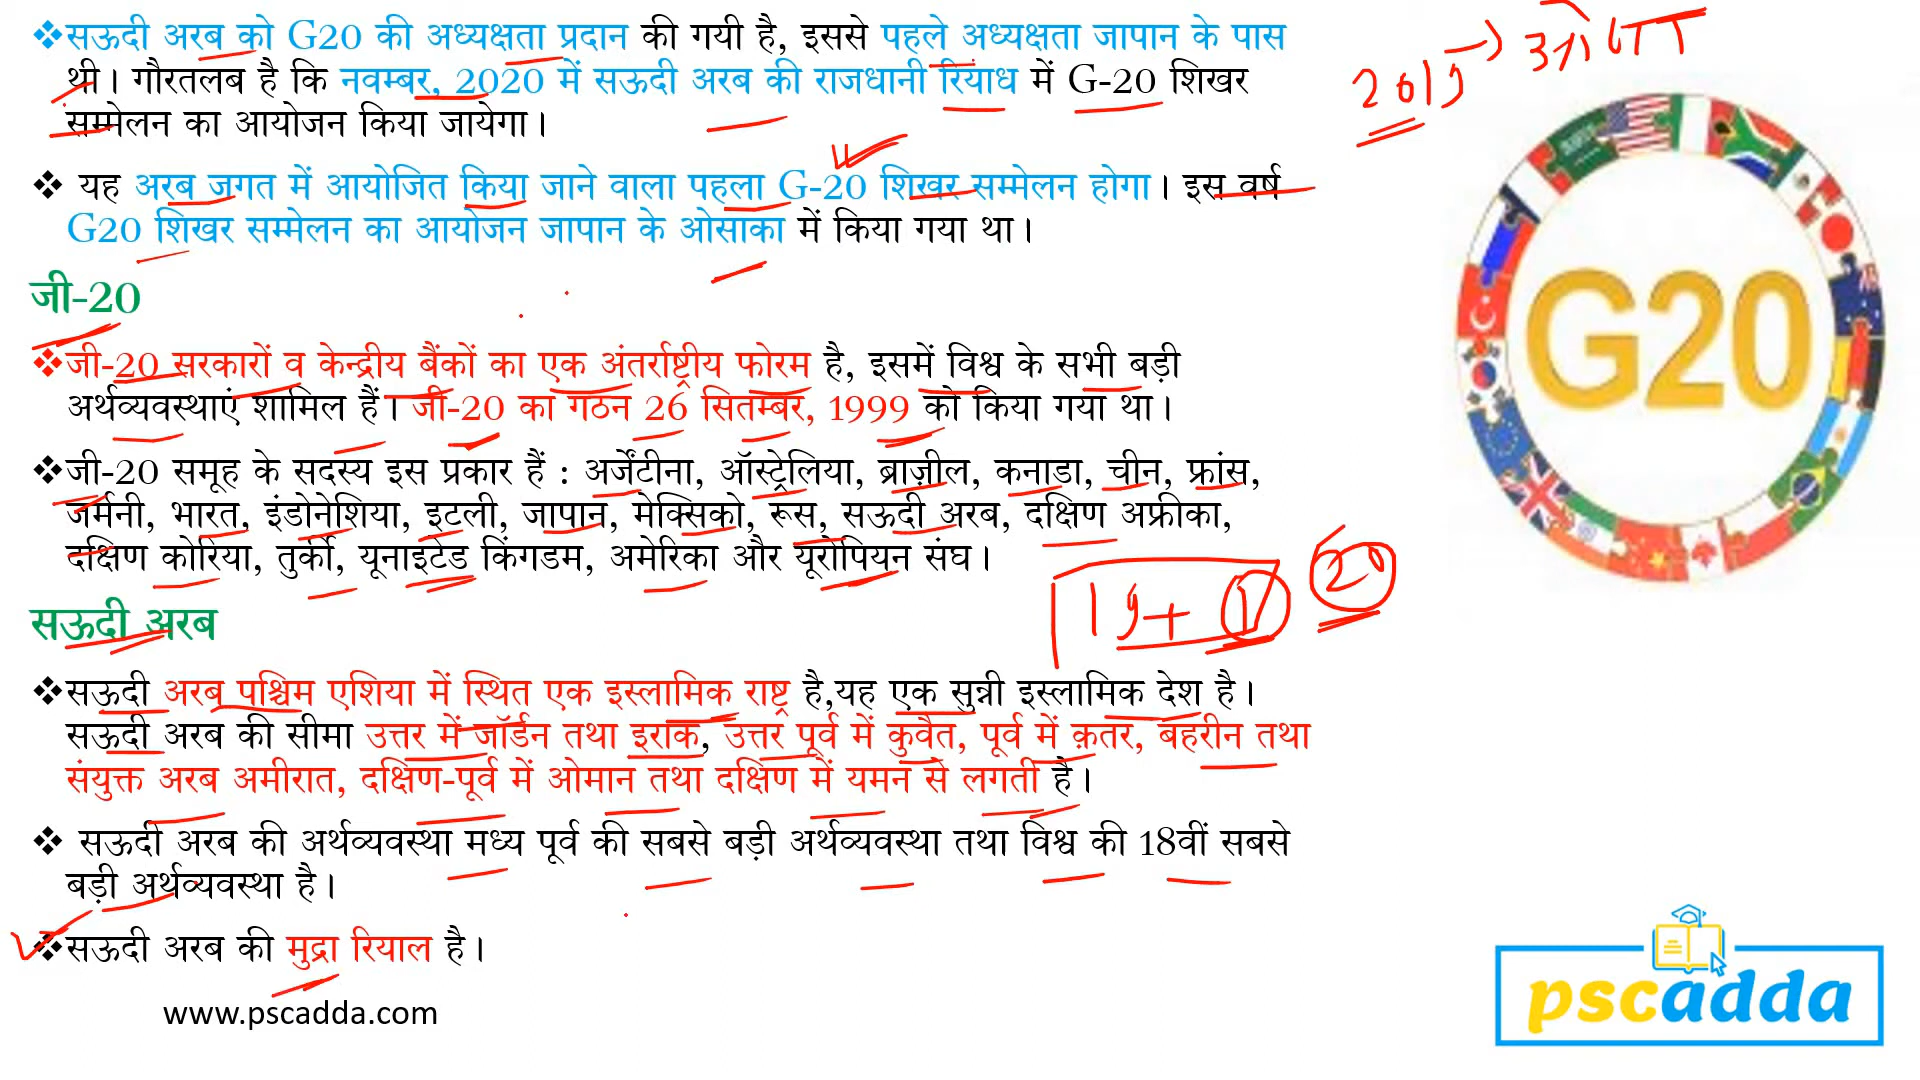 ❖सऊदी अरब को G20 की अध्यक्षता प्रदान की गयी है, इससे पहले अध्यक्षता जापान के पास
थी। गौरतलब है कि नवम्बर, 2020 में सऊदी अरब की राजधानी रियाध में G-20 शिखर
सम्मेलन का आयोजन किया जायेगा।
❖ यह अरब जगत में आयोजित किया जाने वाला पहला G-20 शिखर सम्मेलन होगा। इस वर्ष
G20 शिखर सम्मेलन का आयोजन जापान के ओसाका में किया गया था।
2019 →
G20
जी-20
❖जी-20 सरकारों व केन्द्रीय बैंकों का एक अंतर्राष्ट्रीय फोरम है, इसमें विश्व के सभी बड़ी
अर्थव्यवस्थाएं शामिल हैं। जी-20 का गठन 26 सितम्बर, 1999 को किया गया था।
❖जी-20 समूह के सदस्य इस प्रकार हैं : अर्जेंटीना, ऑस्ट्रेलिया, ब्राज़ील, कनाडा, चीन, फ्रांस,
जर्मनी, भारत, इंडोनेशिया, इटली, जापान, मेक्सिको, रूस, सऊदी अरब, दक्षिण अफ्रीका,
दक्षिण कोरिया, तुर्की, यूनाइटेड किंगडम, अमेरिका और यूरोपियन संघ।
19 + 1 20
सऊदी अरब
❖सऊदी अरब पश्चिम एशिया में स्थित एक इस्लामिक राष्ट्र है,यह एक सुन्नी इस्लामिक देश है।
सऊदी अरब की सीमा उत्तर में जॉर्डन तथा इराक, उत्तर पूर्व में कुवैत, पूर्व में क़तर, बहरीन तथा
संयुक्त अरब अमीरात, दक्षिण-पूर्व में ओमान तथा दक्षिण में यमन से लगती है।
❖ सऊदी अरब की अर्थव्यवस्था मध्य पूर्व की सबसे बड़ी अर्थव्यवस्था तथा विश्व की 18वीं सबसे
बड़ी अर्थव्यवस्था है।
❖सऊदी अरब की मुद्रा रियाल है।
www.pscadda.com
pscadda